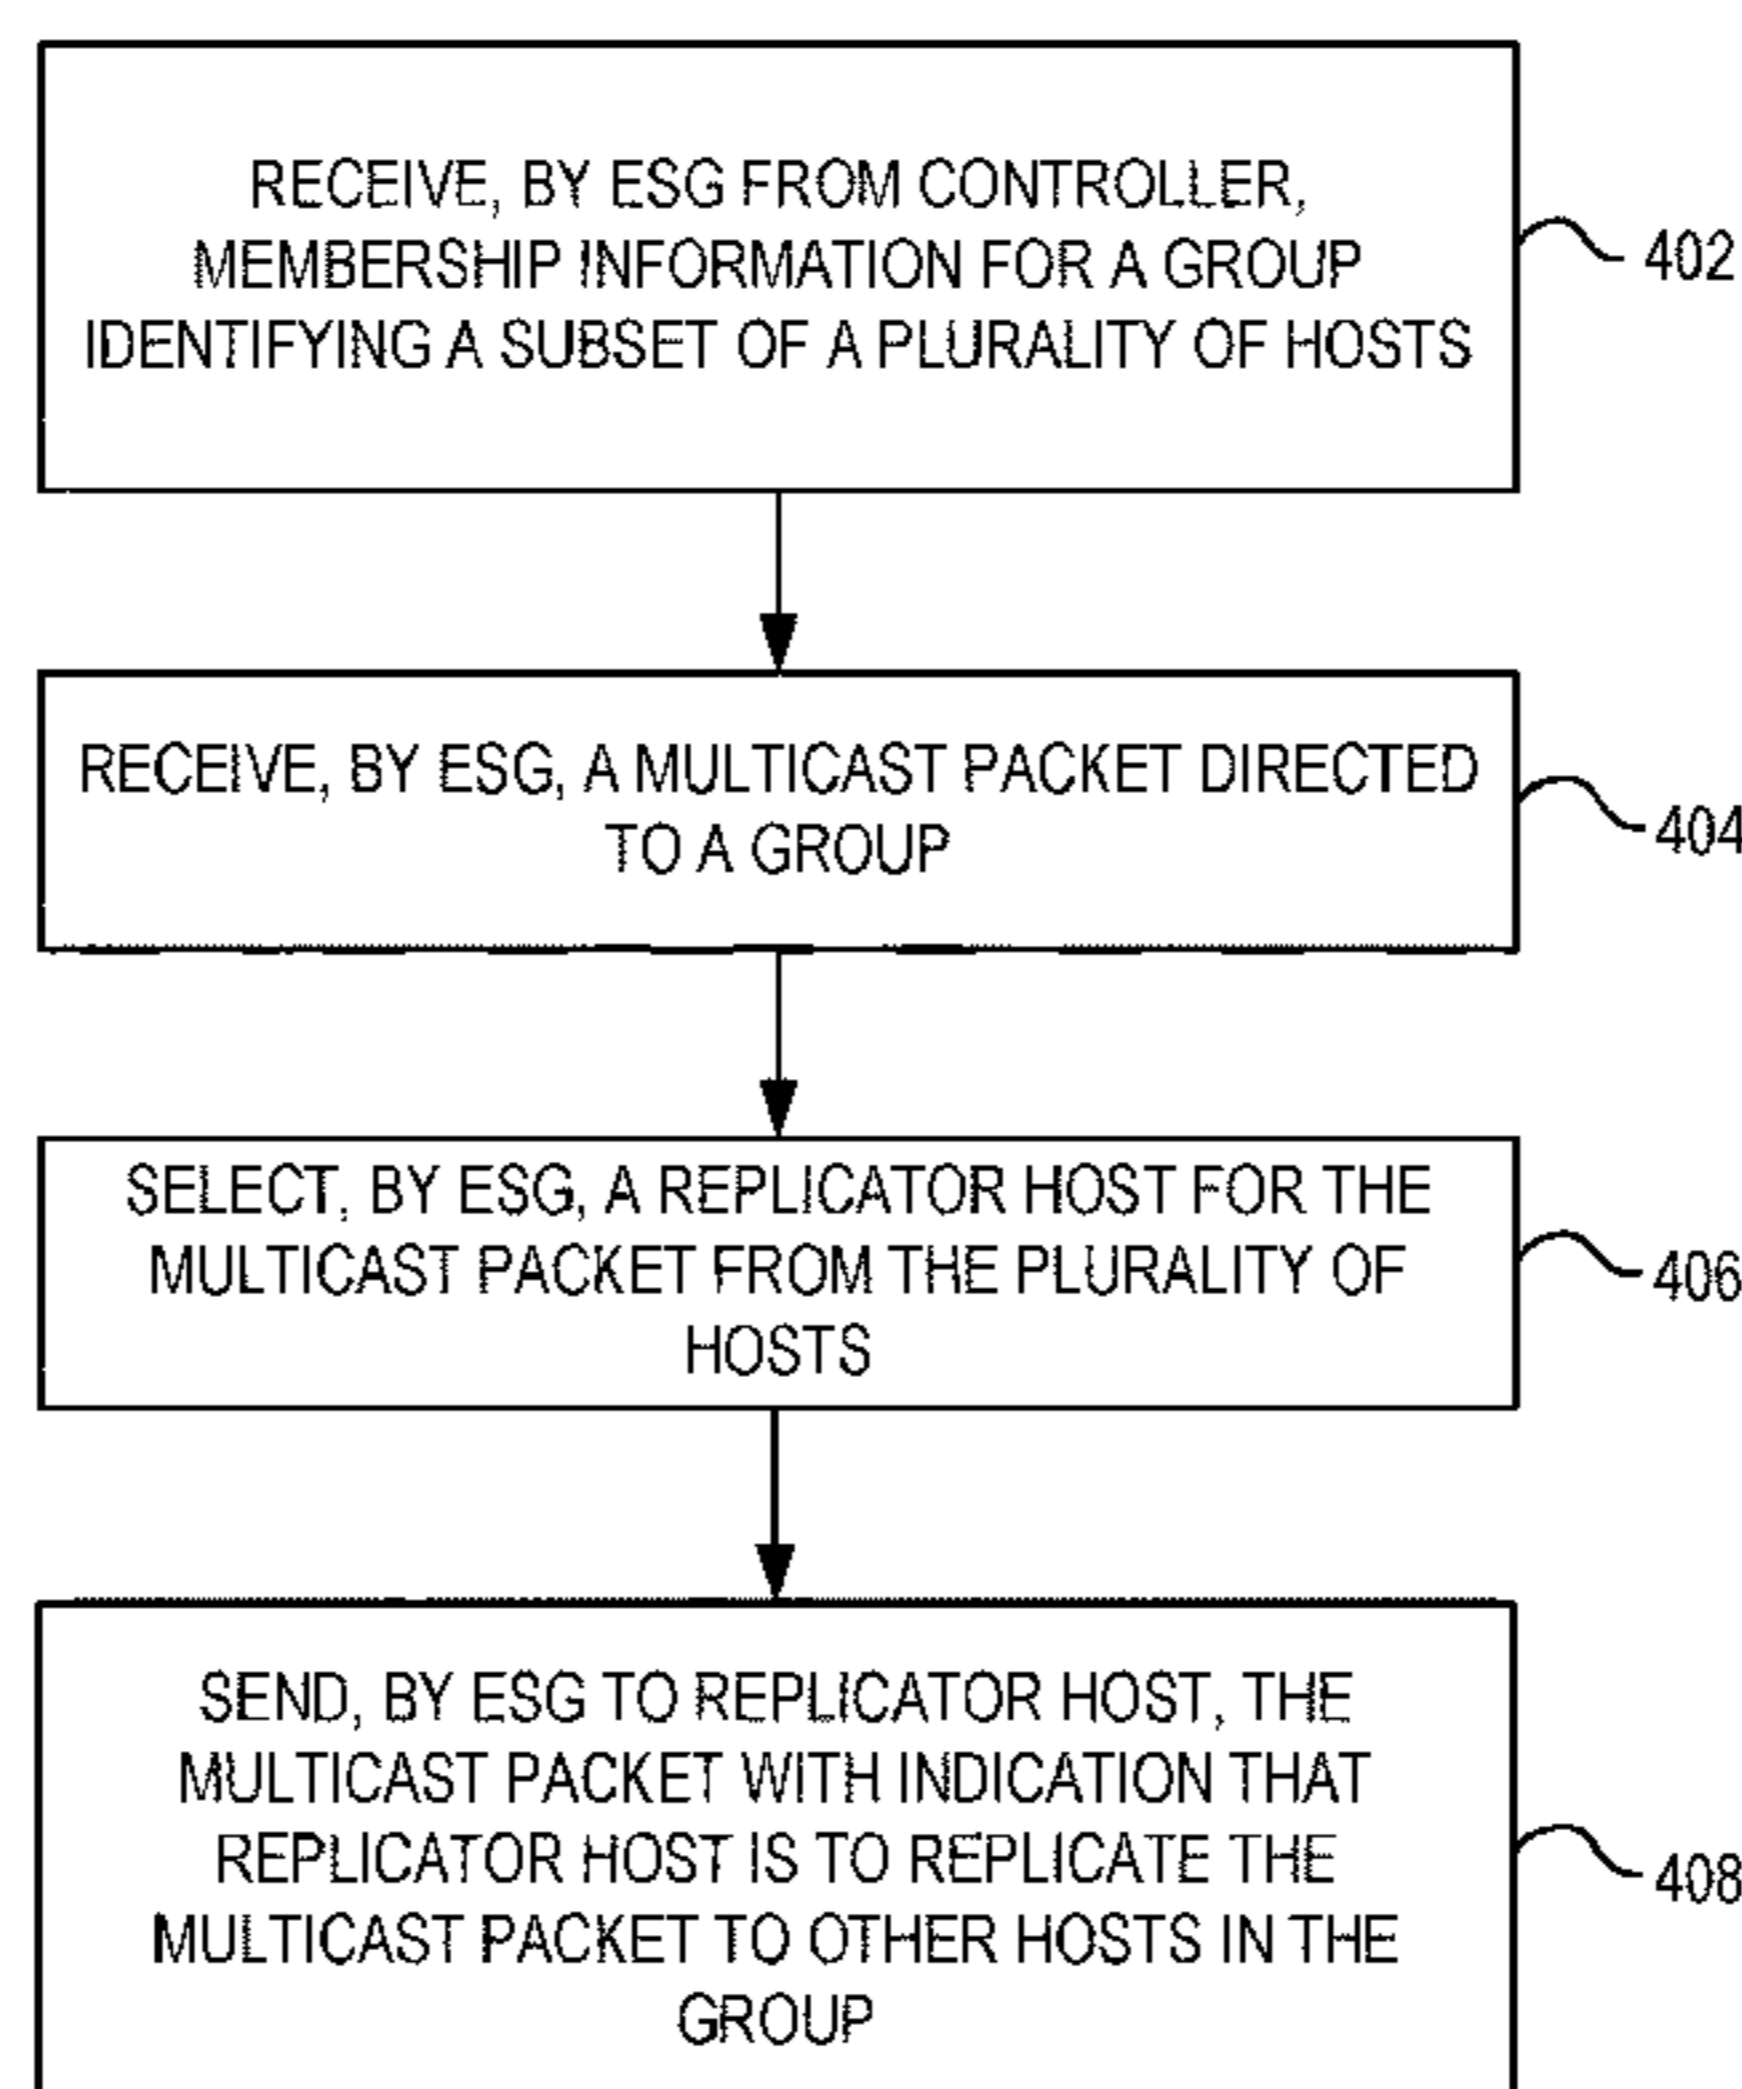 RECEIVE, BY ESG FROM CONTROLLER,
MEMBERSHIP INFORMATION FOR A GROUP
IDENTIFYING A SUBSET OF A PLURALITY OF HOSTS
402
RECEIVE, BY ESG, A MULTICAST PACKET DIRECTED
TO A GROUP
404
SELECT, BY ESG, A REPLICATOR HOST FOR THE
MULTICAST PACKET FROM THE PLURALITY OF
HOSTS
406
SEND, BY ESG TO REPLICATOR HOST, THE
MULTICAST PACKET WITH INDICATION THAT
REPLICATOR HOST IS TO REPLICATE THE
MULTICAST PACKET TO OTHER HOSTS IN THE
GROUP
408